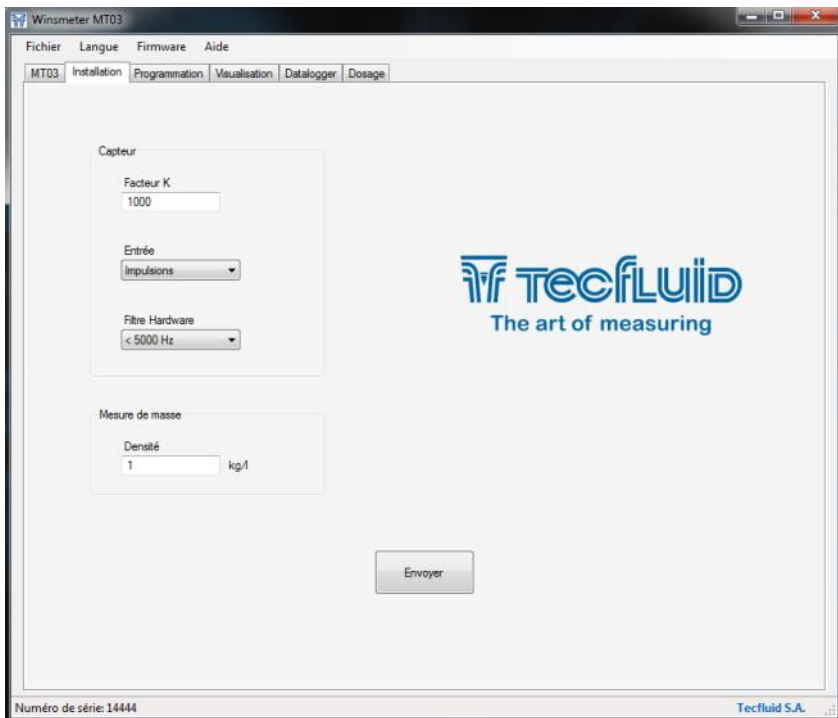 Winsmeter MT03
Fichier Langue Firmware Aide
MT03 Installation Programmation Visualisation Datalogger Dosage
Capteur
Facteur K
1000
Entrée
Impulsions
Filtre Hardware
< 5000 Hz
TECFLUID
The art of measuring
Mesure de masse
Densité
1 kg/l
Envoyer
Numéro de série: 14444 Tecfluid S.A.